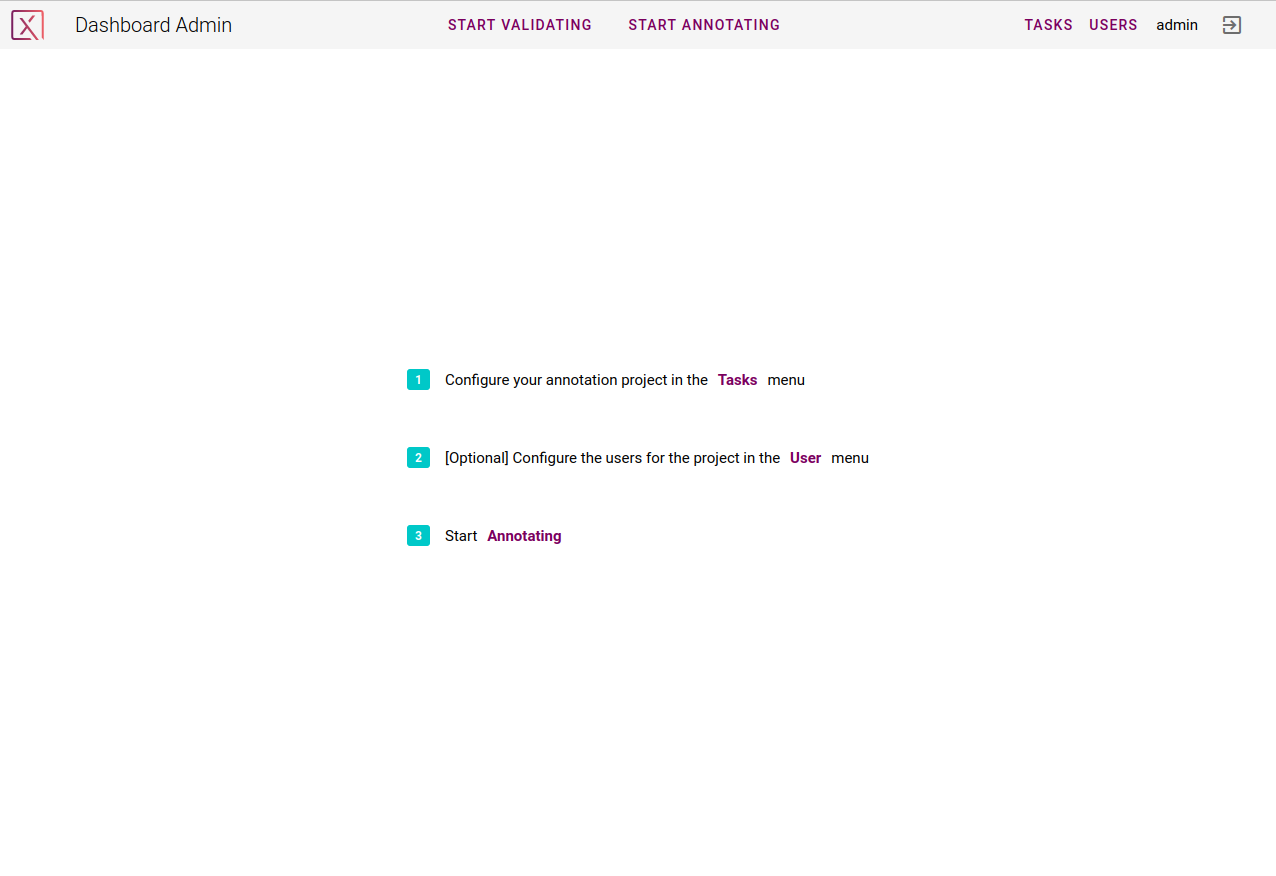 Dashboard Admin START VALIDATING START ANNOTATING TASKS USERS admin
1 Configure your annotation project in the Tasks menu
2 [Optional] Configure the users for the project in the User menu
3 Start Annotating